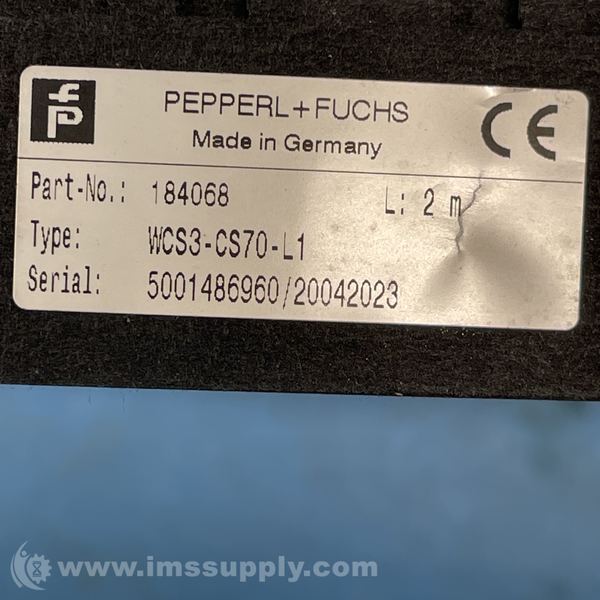 fp
PEPPERL+FUCHS
CE
Made in Germany
Part-No.: 184068 L: 2 m
Type: WCS3-CS70-L1
Serial: 5001486960/20042023
www.imssupply.com